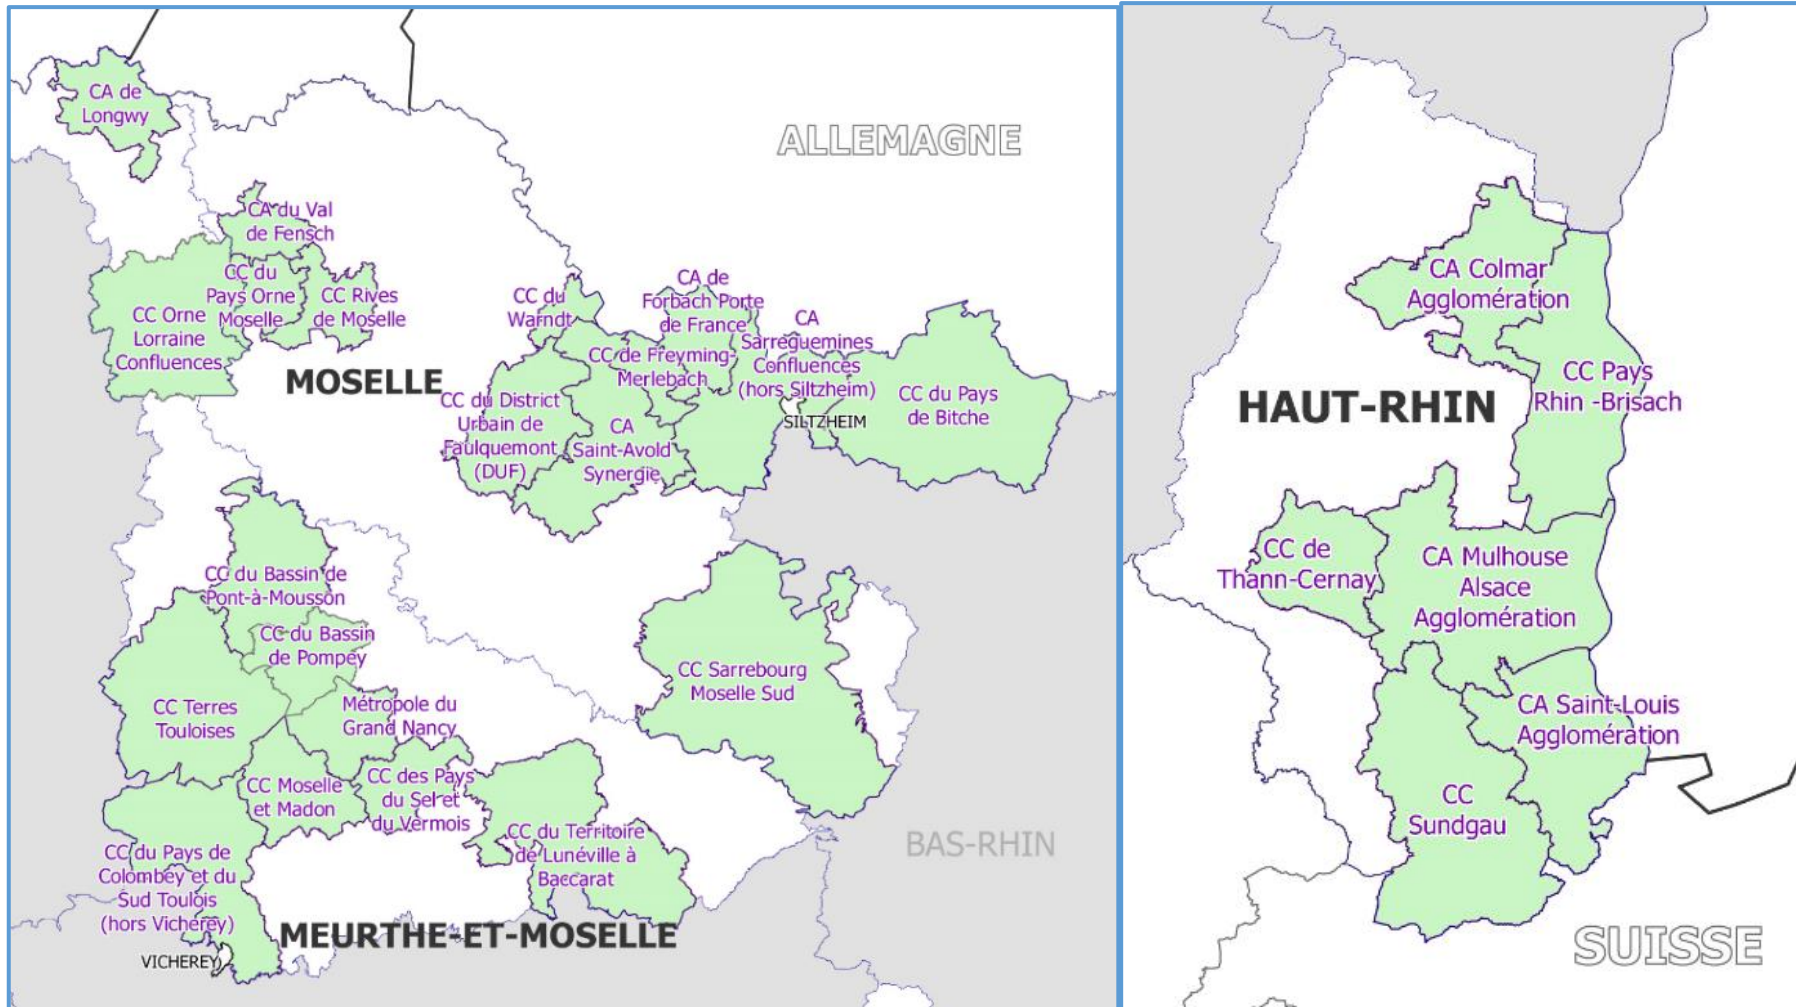 CA de
Longwy
ALLEMAGNE
CA du Val
de Fensch
CC du
Pays Orne
Moselle
CC Rives
de Moselle
CC Orne
Lorraine
Confluences
MOSELLE
CC du
Warndt
CA de
Forbach Porte
de France
CA
Sarreguemines
Confluences
(hors Siltzheim)
SILTZHEIM
CC de Freyming-
Merlebach
CC du Pays
de Bitche
CC du District
Urbain de
Faulquemont
(DUF)
CA
Saint-Avold
Synergie
CC du Bassin de
Pont-à-Mousson
CC du Bassin
de Pompey
CC Terres
Touloises
Métropole du
Grand Nancy
CC Sarrebourg
Moselle Sud
CC Moselle
et Madon
CC des Pays
du Sel et
du Vermois
CC du Territoire
de Lunéville à
Baccarat
CC du Pays de
Colombey et du
Sud Toulois
(hors Vicherey)
VICHEREY
MEURTHE-ET-MOSELLE
BAS-RHIN
CA Colmar
Agglomération
HAUT-RHIN
CC Pays
Rhin -Brisach
CC de
Thann-Cernay
CA Mulhouse
Alsace
Agglomération
CA Saint-Louis
Agglomération
CC
Sundgau
SUISSE